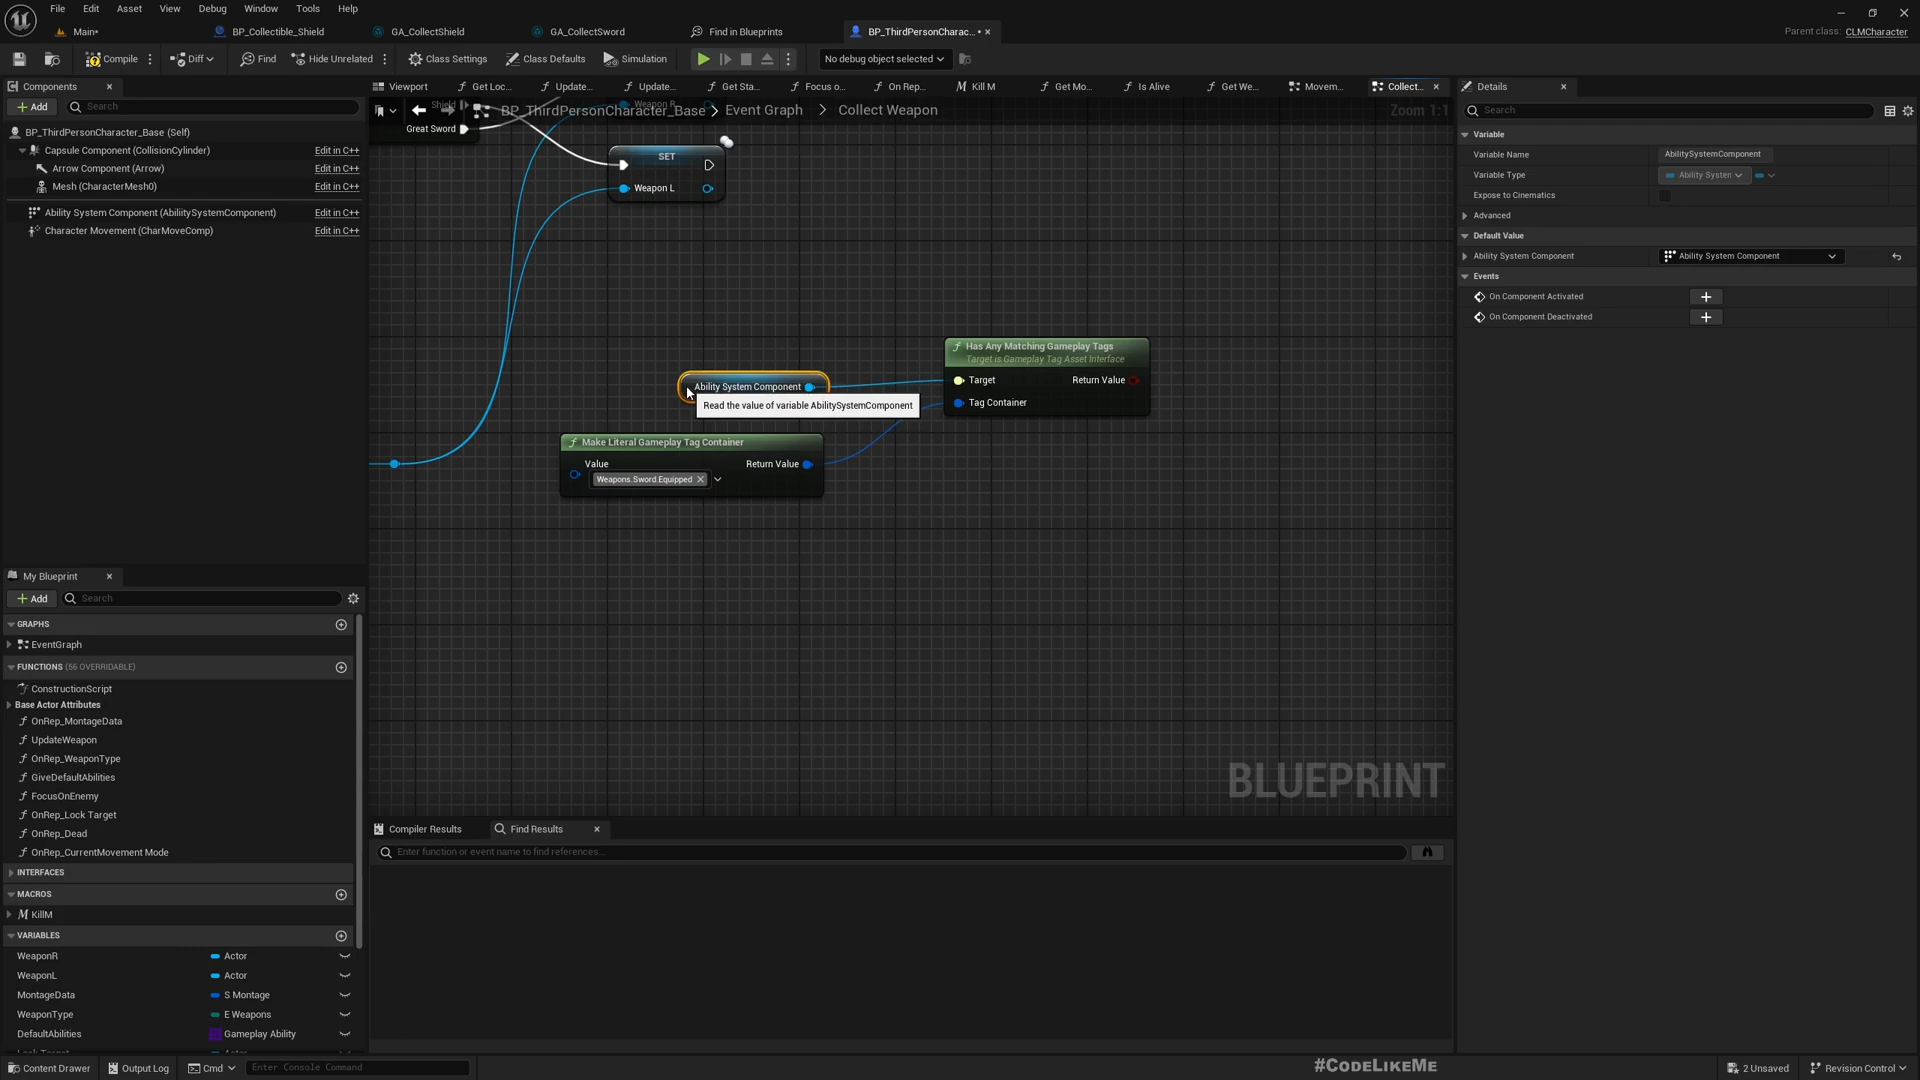 File Edit Asset View Debug Window Tools Help
Main•
BP_Collectible_Shield
GA_CollectShield
GA_CollectSword
Find in Blueprints
BP_ThirdPersonCharac... •
Parent class: CLMCharacter
Compile
Diff
Find
Hide Unrelated
Class Settings
Class Defaults
Simulation
No debug object selected
Components
Add
Search
BP_ThirdPersonCharacter_Base (Self)
Capsule Component (CollisionCylinder) Edit in C++
Arrow Component (Arrow) Edit in C++
Mesh (CharacterMesh0) Edit in C++
Ability System Component (AbiliitySystemComponent) Edit in C++
Character Movement (CharMoveComp) Edit in C++
Viewport
Get Loc...
Update...
Update...
Get Sta...
Focus o...
On Rep...
Kill M
Get Mo...
Is Alive
Get We...
Movem...
Collect...
BP_ThirdPersonCharacter_Base > Event Graph > Collect Weapon
Zoom 1:1
Shield
Great Sword
Weapon R
SET
Weapon L
Ability System Component
Read the value of variable AbilitySystemComponent
Has Any Matching Gameplay Tags
Target is Gameplay Tag Asset Interface
Target Return Value
Tag Container
Make Literal Gameplay Tag Container
Value Return Value
Weapons.Sword.Equipped
BLUEPRINT
My Blueprint
Add
Search
GRAPHS
EventGraph
FUNCTIONS (56 OVERRIDABLE)
ConstructionScript
Base Actor Attributes
OnRep_MontageData
UpdateWeapon
OnRep_WeaponType
GiveDefaultAbilities
FocusOnEnemy
OnRep_Lock Target
OnRep_Dead
OnRep_CurrentMovement Mode
INTERFACES
MACROS
KillM
VARIABLES
WeaponR Actor
WeaponL Actor
MontageData S Montage
WeaponType E Weapons
DefaultAbilities Gameplay Ability
Compiler Results
Find Results
Enter function or event name to find references...
Details
Search
Variable
Variable Name AbilitySystemComponent
Variable Type Ability System
Expose to Cinematics
Advanced
Default Value
Ability System Component Ability System Component
Events
On Component Activated
On Component Deactivated
Content Drawer
Output Log
Cmd
Enter Console Command
#CodeLikeMe
2 Unsaved
Revision Control